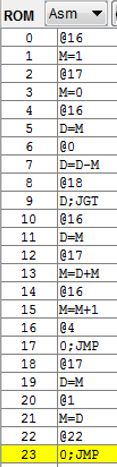 ROM Asm
0 @16
1 M=1
2 @17
3 M=0
4 @16
5 D=M
6 @0
7 D=D-M
8 @18
9 D;JGT
10 @16
11 D=M
12 @17
13 M=D+M
14 @16
15 M=M+1
16 @4
17 0;JMP
18 @17
19 D=M
20 @1
21 M=D
22 @22
23 0;JMP